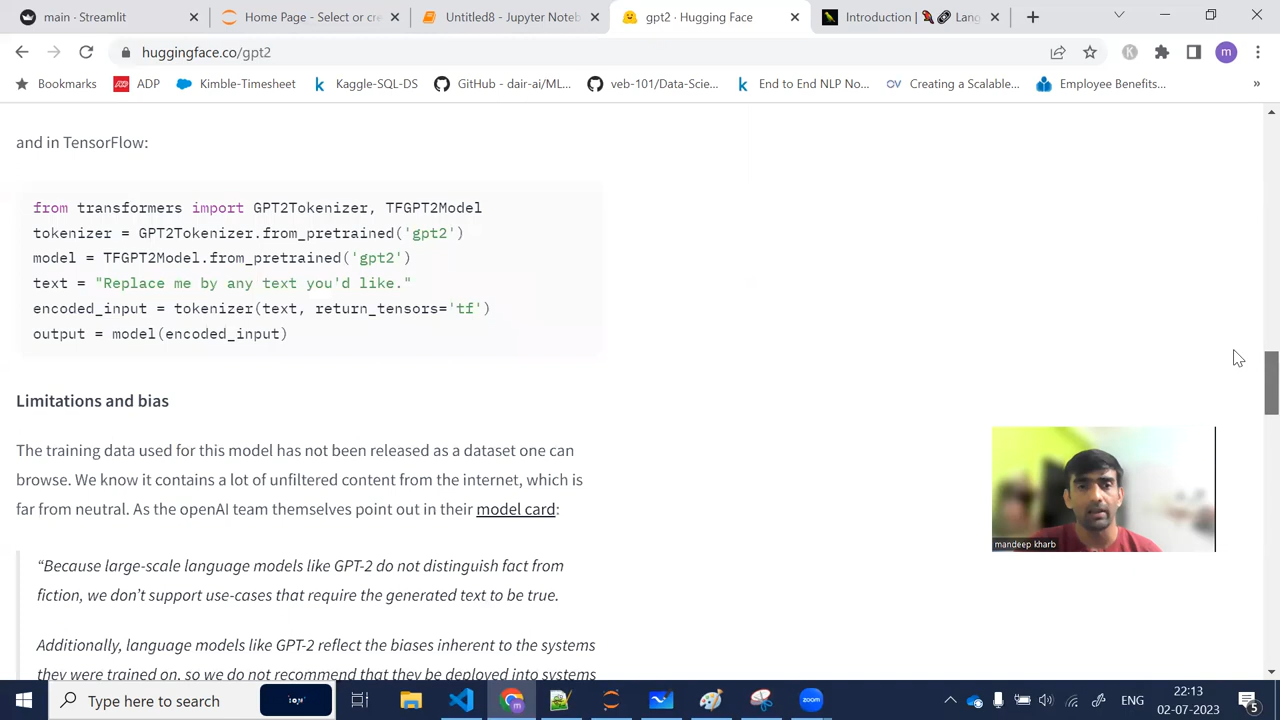 main · Streamlit
Home Page - Select or cre
Untitled8 - Jupyter Noteb
gpt2 · Hugging Face
Introduction | Lang
huggingface.co/gpt2
K
m
Bookmarks
ADP
Kimble-Timesheet
Kaggle-SQL-DS
GitHub - dair-ai/ML...
veb-101/Data-Scie...
End to End NLP No...
Creating a Scalable...
Employee Benefits...
and in TensorFlow:
from transformers import GPT2Tokenizer, TFGPT2Model
tokenizer = GPT2Tokenizer.from_pretrained('gpt2')
model = TFGPT2Model.from_pretrained('gpt2')
text = "Replace me by any text you'd like."
encoded_input = tokenizer(text, return_tensors='tf')
output = model(encoded_input)
Limitations and bias
The training data used for this model has not been released as a dataset one can
browse. We know it contains a lot of unfiltered content from the internet, which is
far from neutral. As the openAI team themselves point out in their model card:
“Because large-scale language models like GPT-2 do not distinguish fact from
fiction, we don’t support use-cases that require the generated text to be true.
Additionally, language models like GPT-2 reflect the biases inherent to the systems
they were trained on, so we do not recommend that they be deployed into systems
mandeep kharb
Type here to search
zoom
ENG
22:13
02-07-2023
5